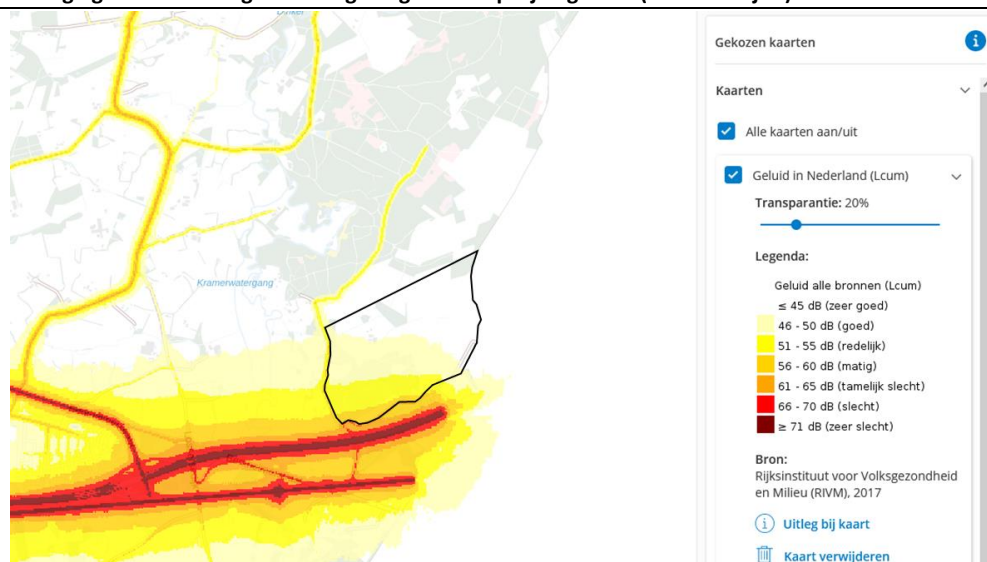 Dinkel
Kramerwatergang
Gekozen kaarten
Kaarten
Alle kaarten aan/uit
Geluid in Nederland (Lcum)
Transparantie: 20%
Legenda:
Geluid alle bronnen (Lcum)
≤ 45 dB (zeer goed)
46 - 50 dB (goed)
51 - 55 dB (redelijk)
56 - 60 dB (matig)
61 - 65 dB (tamelijk slecht)
66 - 70 dB (slecht)
≥ 71 dB (zeer slecht)
Bron:
Rijksinstituut voor Volksgezondheid
en Milieu (RIVM), 2017
Uitleg bij kaart
Kaart verwijderen